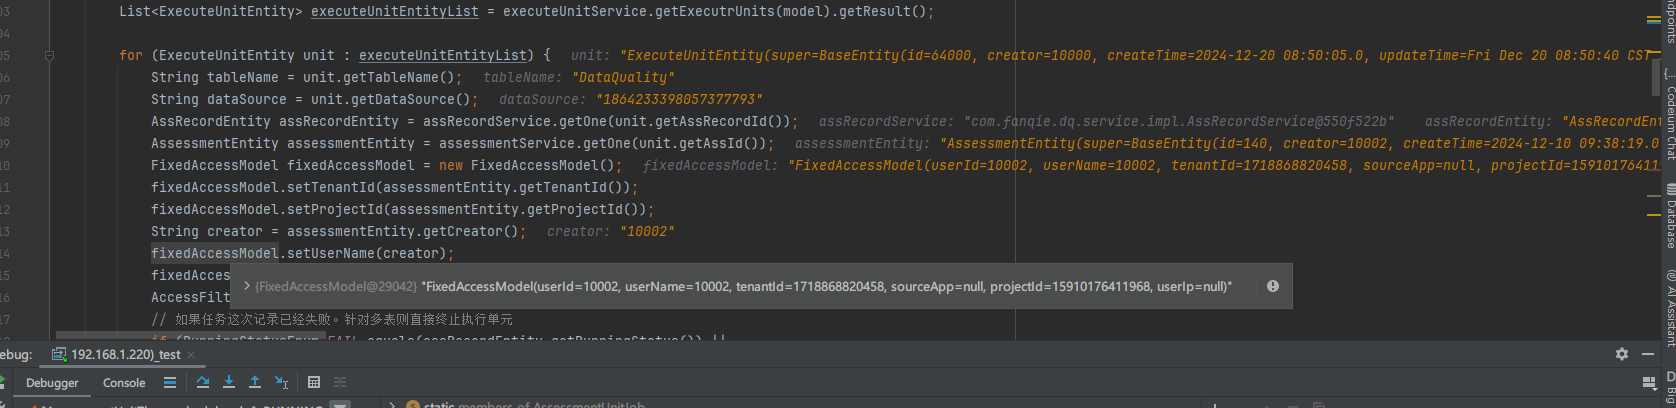 03 List<ExecuteUnitEntity> executeUnitEntityList = executeUnitService.getExecutrUnits(model).getResult();
04
05 for (ExecuteUnitEntity unit : executeUnitEntityList) { unit: "ExecuteUnitEntity(super=BaseEntity(id=64000, creator=10000, createTime=2024-12-20 08:50:05.0, updateTime=Fri Dec 20 08:50:40 CST
06 String tableName = unit.getTableName(); tableName: "DataQuality"
07 String dataSource = unit.getDataSource(); dataSource: "1864233398057377793"
08 AssRecordEntity assRecordEntity = assRecordService.getOne(unit.getAssRecordId()); assRecordService: "com.fanqie.dq.service.impl.AssRecordService@550f522b" assRecordEntity: "AssRecordEnt
09 AssessmentEntity assessmentEntity = assessmentService.getOne(unit.getAssId()); assessmentEntity: "AssessmentEntity(super=BaseEntity(id=140, creator=10002, createTime=2024-12-10 09:38:19.0
10 FixedAccessModel fixedAccessModel = new FixedAccessModel(); fixedAccessModel: "FixedAccessModel(userId=10002, userName=10002, tenantId=1718868820458, sourceApp=null, projectId=159101764119
11 fixedAccessModel.setTenantId(assessmentEntity.getTenantId());
12 fixedAccessModel.setProjectId(assessmentEntity.getProjectId());
13 String creator = assessmentEntity.getCreator(); creator: "10002"
14 fixedAccessModel.setUserName(creator);
15 fixedAcces
{FixedAccessModel@29042} "FixedAccessModel(userId=10002, userName=10002, tenantId=1718868820458, sourceApp=null, projectId=15910176411968, userIp=null)"
16 AccessFilt
17 // 如果任务这次记录已经失败。针对多表则直接终止执行单元
ebug: 192.168.1.220)_test
Debugger Console
static members of AssessmentUnitJob
ndpoints
Codeium Chat
Database
AI Assistant
Big